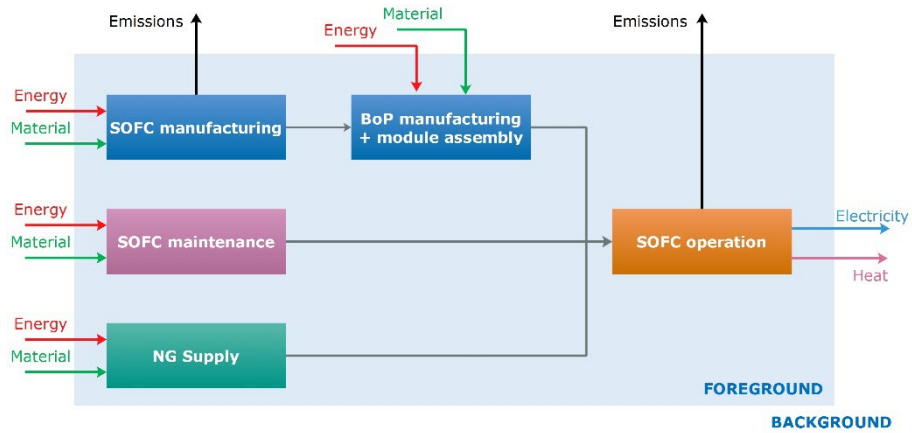 Emissions
Material
Emissions
Energy
Energy
Material
SOFC manufacturing
BoP manufacturing
+ module assembly
Energy
Material
SOFC maintenance
SOFC operation
Electricity
Heat
Energy
Material
NG Supply
FOREGROUND
BACKGROUND